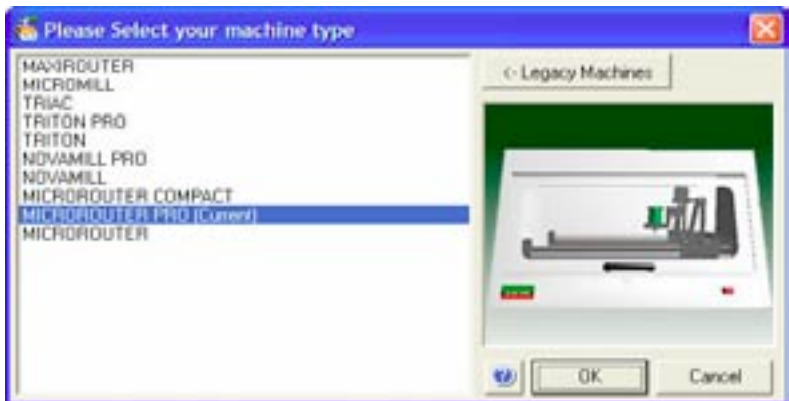 Please Select your machine type
MAXIROUTER
MICROMILL
TRIAC
TRITON PRO
TRITON
NOVAMILL PRO
NOVAMILL
MICROROUTER COMPACT
MICROROUTER PRO (Current)
MICROROUTER
<- Legacy Machines
OK
Cancel